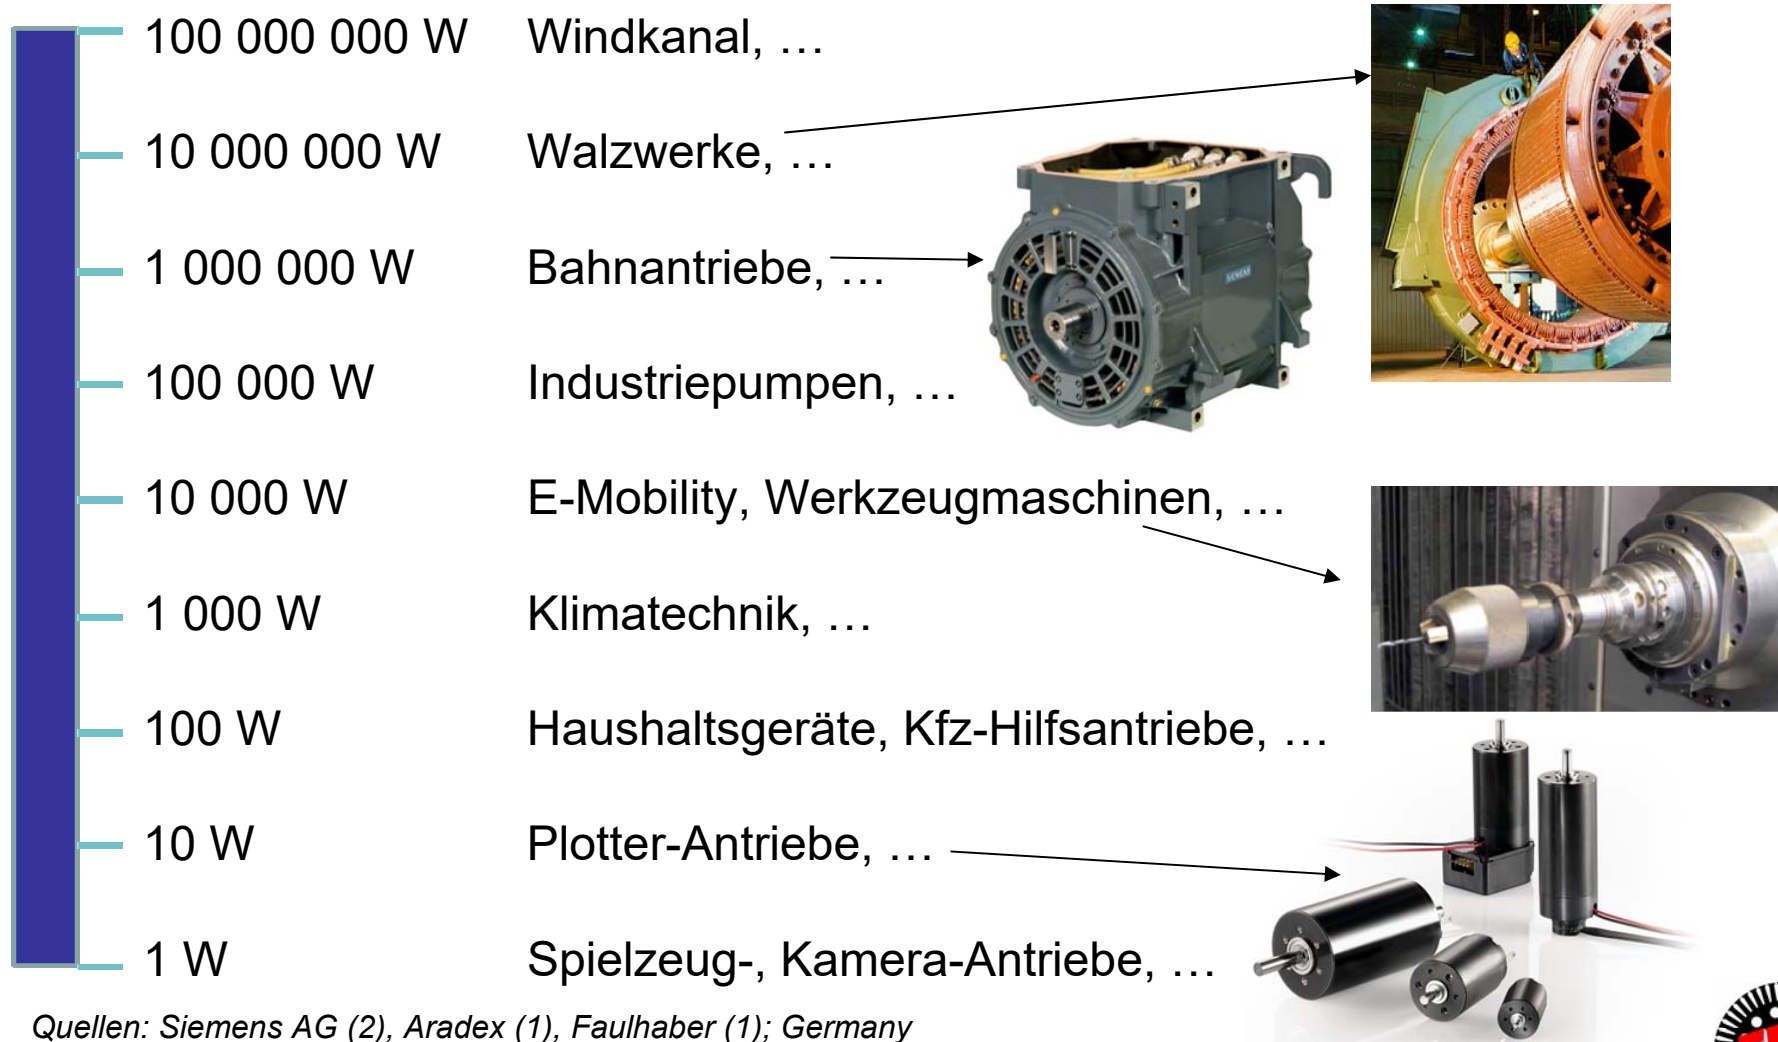 100 000 000 W Windkanal, …
10 000 000 W Walzwerke, …
1 000 000 W Bahnantriebe, …
100 000 W Industriepumpen, …
10 000 W E-Mobility, Werkzeugmaschinen, …
1 000 W Klimatechnik, …
100 W Haushaltsgeräte, Kfz-Hilfsantriebe, …
10 W Plotter-Antriebe, …
1 W Spielzeug-, Kamera-Antriebe, …
SIEMENS
Quellen: Siemens AG (2), Aradex (1), Faulhaber (1); Germany